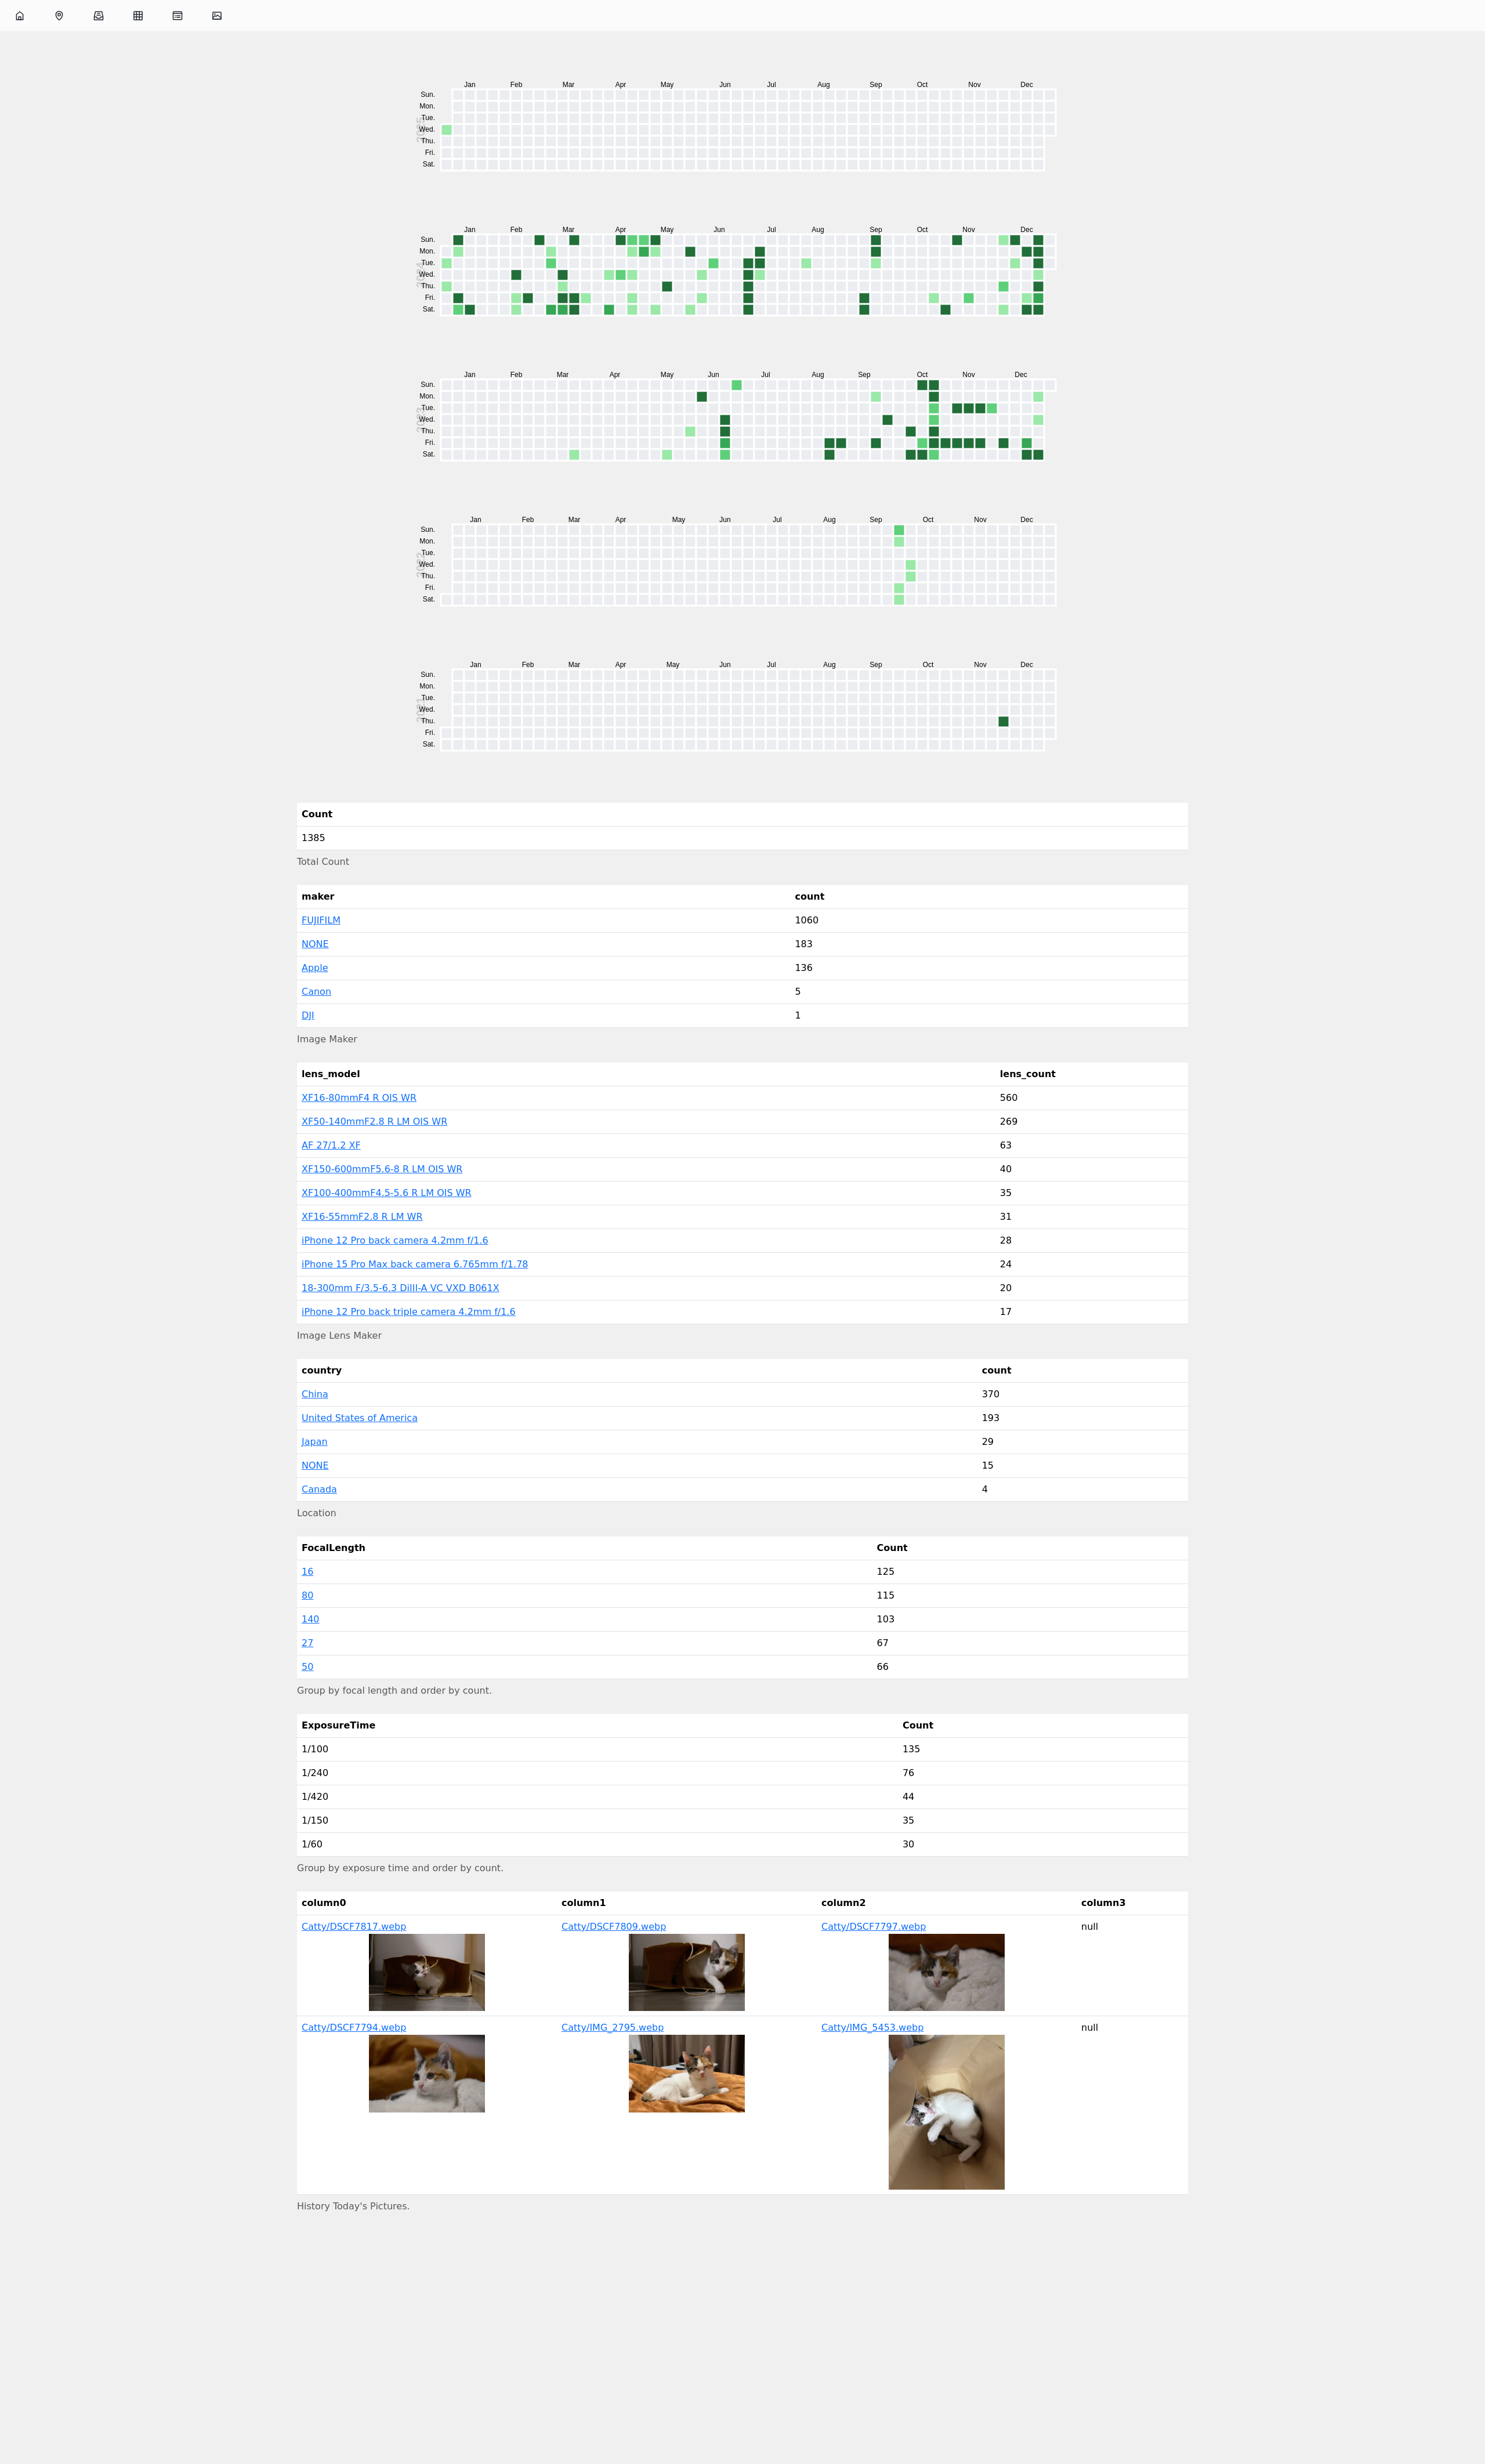 Jan Feb Mar Apr May Jun Jul Aug Sep Oct Nov Dec
Sun.
Mon.
Tue.
Wed.
Thu.
Fri.
Sat.
Jan Feb Mar Apr May Jun Jul Aug Sep Oct Nov Dec
Sun.
Mon.
Tue.
Wed.
Thu.
Fri.
Sat.
Jan Feb Mar Apr May Jun Jul Aug Sep Oct Nov Dec
Sun.
Mon.
Tue.
Wed.
Thu.
Fri.
Sat.
Jan Feb Mar Apr May Jun Jul Aug Sep Oct Nov Dec
Sun.
Mon.
Tue.
Wed.
Thu.
Fri.
Sat.
Jan Feb Mar Apr May Jun Jul Aug Sep Oct Nov Dec
Sun.
Mon.
Tue.
Wed.
Thu.
Fri.
Sat.
Count
1385
Total Count
maker count
FUJIFILM 1060
NONE 183
Apple 136
Canon 5
DJI 1
Image Maker
lens_model lens_count
XF16-80mmF4 R OIS WR 560
XF50-140mmF2.8 R LM OIS WR 269
AF 27/1.2 XF 63
XF150-600mmF5.6-8 R LM OIS WR 40
XF100-400mmF4.5-5.6 R LM OIS WR 35
XF16-55mmF2.8 R LM WR 31
iPhone 12 Pro back camera 4.2mm f/1.6 28
iPhone 15 Pro Max back camera 6.765mm f/1.78 24
18-300mm F/3.5-6.3 DiIII-A VC VXD B061X 20
iPhone 12 Pro back triple camera 4.2mm f/1.6 17
Image Lens Maker
country count
China 370
United States of America 193
Japan 29
NONE 15
Canada 4
Location
FocalLength Count
16 125
80 115
140 103
27 67
50 66
Group by focal length and order by count.
ExposureTime Count
1/100 135
1/240 76
1/420 44
1/150 35
1/60 30
Group by exposure time and order by count.
column0 column1 column2 column3
Catty/DSCF7817.webp Catty/DSCF7809.webp Catty/DSCF7797.webp null
Catty/DSCF7794.webp Catty/IMG_2795.webp Catty/IMG_5453.webp null
History Today's Pictures.